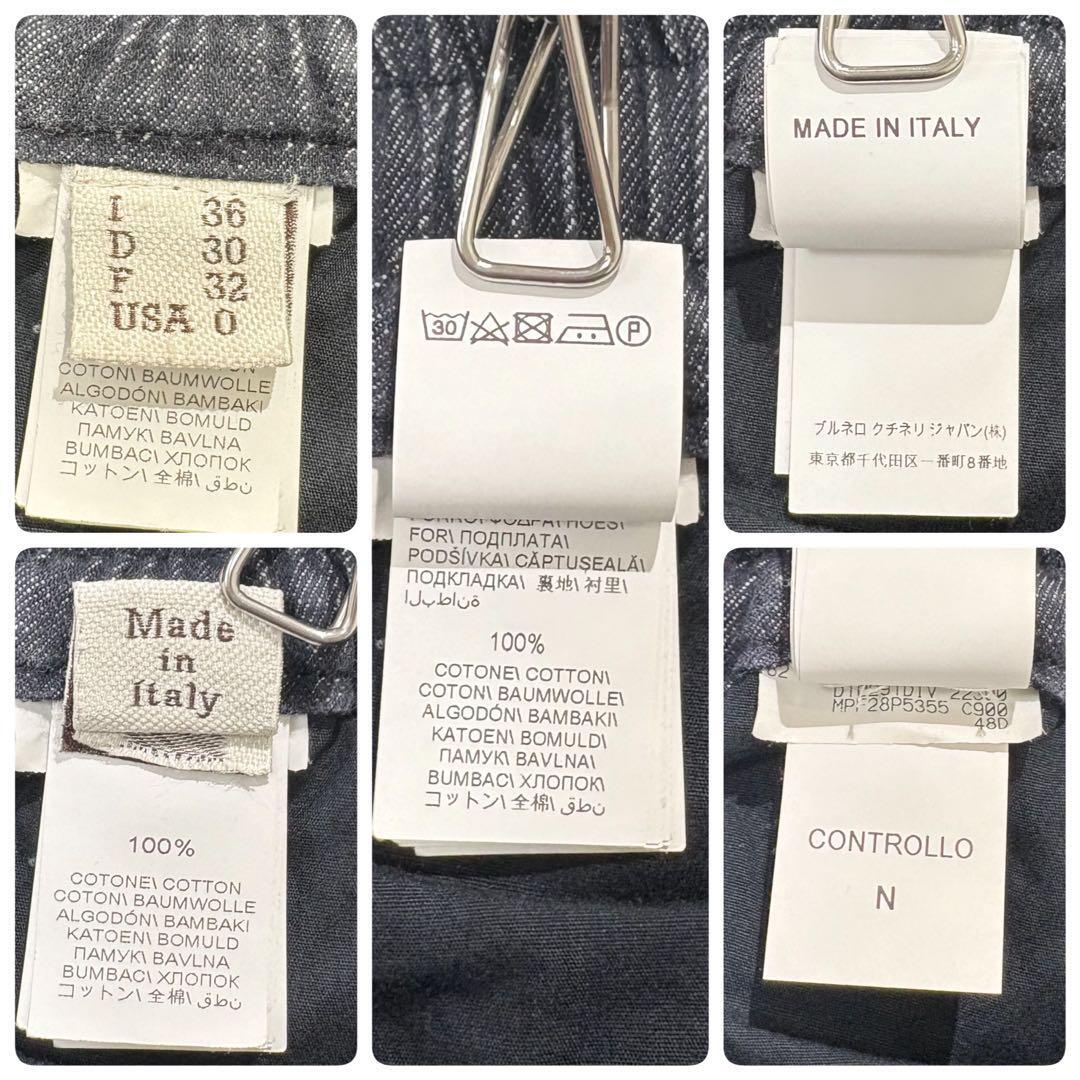 I 36
D 30
F 32
USA 0
COTON\ BAUMWOLLE
ALGODÓN\ BAMBAKI
KATOEN\ BOMULD
ПАМУК\ BAVLNA
BUMBAC\ ХЛОПОК
コットン\ 全棉\ قطن
Made
in
Italy
100%
COTONE\ COTTON
COTON\ BAUMWOLLE
ALGODÓN\ BAMBAKI
KATOEN\ BOMULD
ПАМУК\ BAVLNA
BUMBAC\ ХЛОПОК
コットン\ 全棉\ قطن
30
P
FOR\ ПОДПЛАТА\
PODŠÍVKA\ CĂPTUŞEALĂ\
ПОДКЛАДКА\ 裏地\ 衬里\
البطانة\
100%
COTONE\ COTTON\
COTON\ BAUMWOLLE\
ALGODÓN\ BAMBAKI\
KATOEN\ BOMULD\
ПАМУК\ BAVLNA\
BUMBAC\ ХЛОПОК\
コットン\ 全棉\ قطن
MADE IN ITALY
ブルネロ クチネリ ジャパン(株)
東京都千代田区一番町8番地
C900
48D
CONTROLLO
N